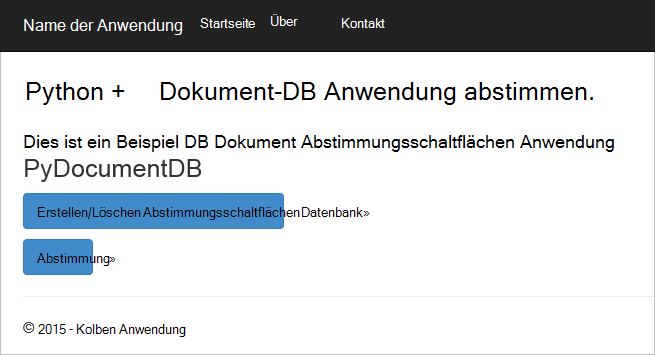 Name der Anwendung Startseite Über Kontakt
Python + Dokument-DB Anwendung abstimmen.
Dies ist ein Beispiel DB Dokument Abstimmungsschaltflächen Anwendung
PyDocumentDB
Erstellen/Löschen Abstimmungsschaltflächen Datenbank»
Abstimmung»
© 2015 - Kolben Anwendung